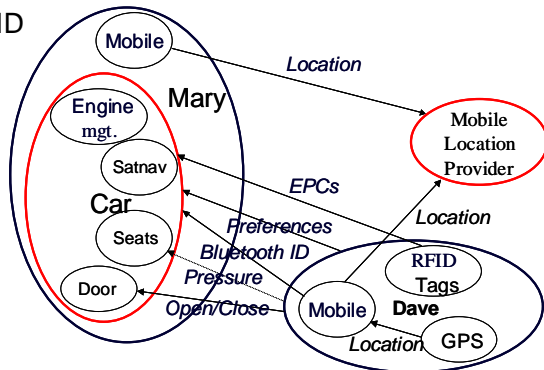 ID
Mobile
Location
Mary
Engine
mgt.
Mobile
Location
Provider
Satnav
EPCs
Car
Location
Preferences
Seats
Bluetooth ID
RFID
Tags
Pressure
Door
Mobile
Dave
Open/Close
Location
GPS